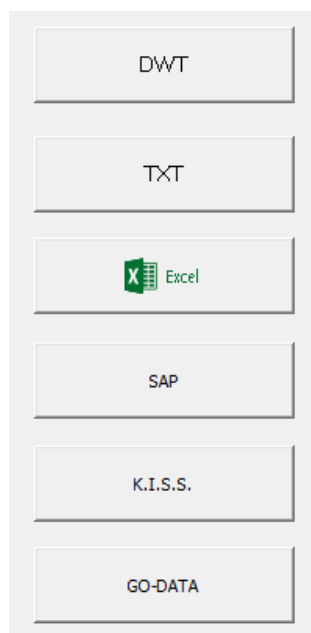 DWT
TXT
Excel
SAP
K.I.S.S.
GO-DATA